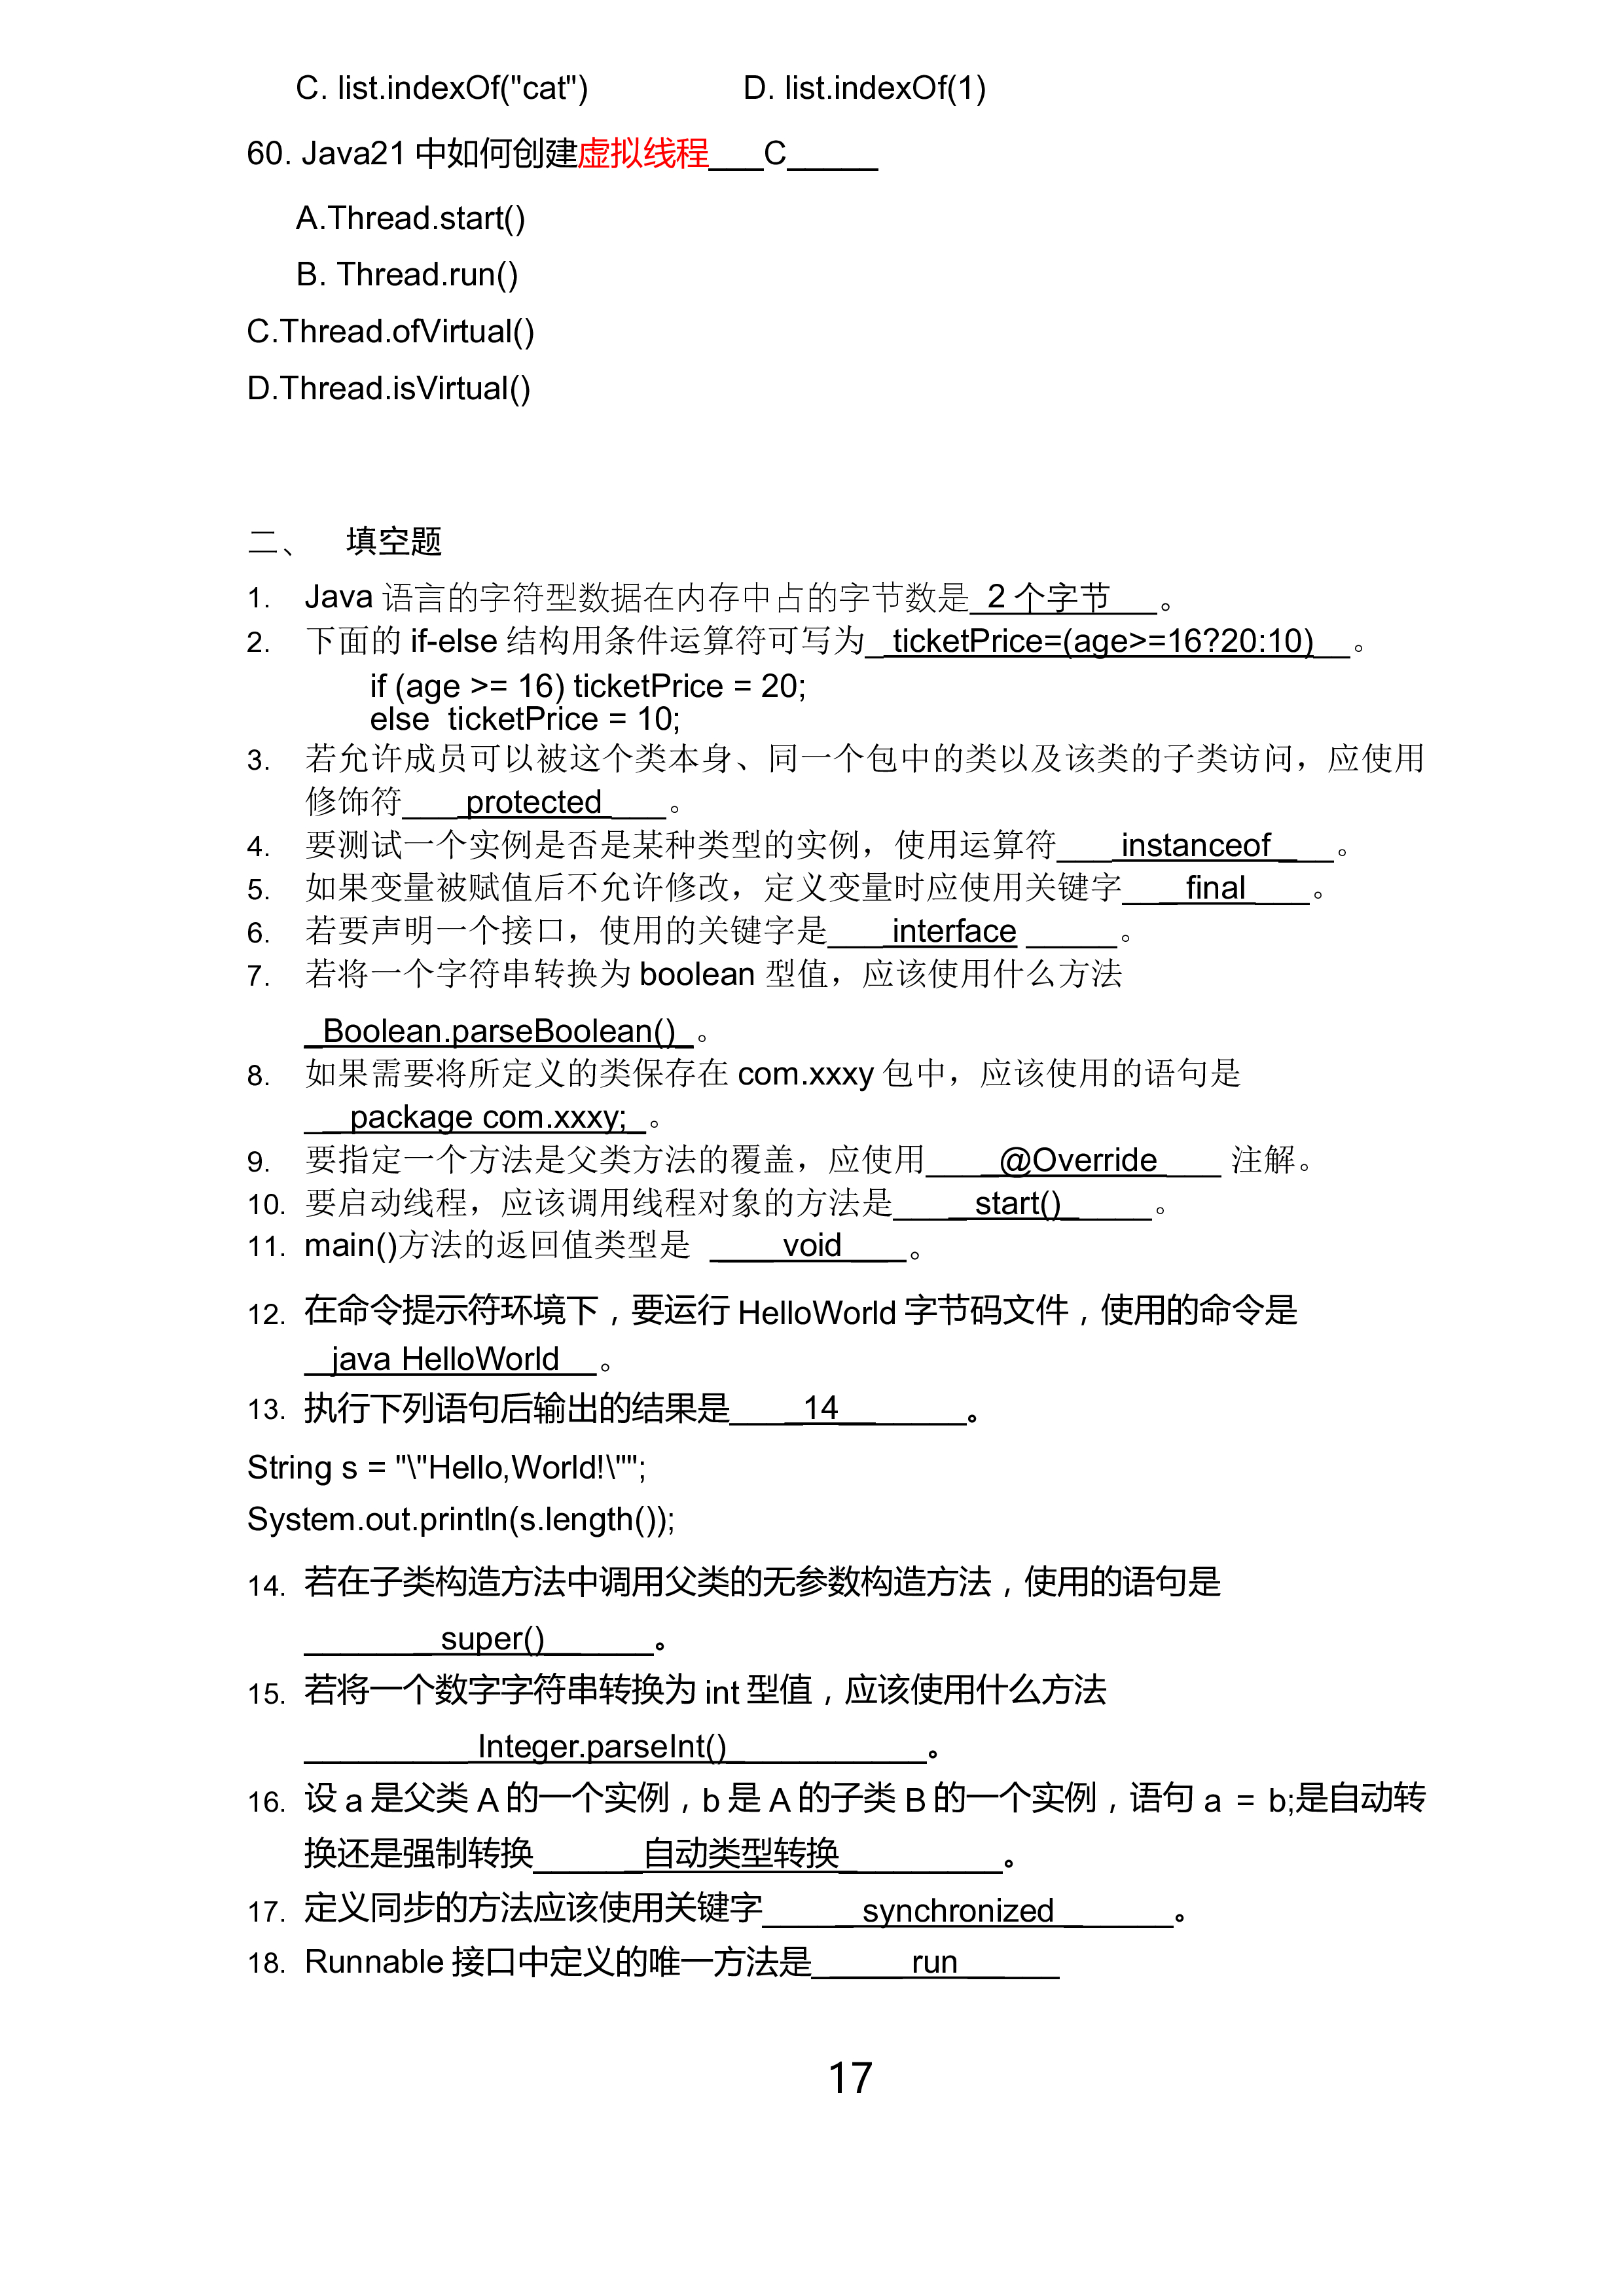 C. list.indexOf("cat") D. list.indexOf(1)
60. Java21 中如何创建虚拟线程___C_____
A.Thread.start()
B. Thread.run()
C.Thread.ofVirtual()
D.Thread.isVirtual()
二、 填空题
1. Java 语言的字符型数据在内存中占的字节数是_2 个字节___。
2. 下面的 if-else 结构用条件运算符可写为_ticketPrice=(age>=16?20:10)__。
if (age >= 16) ticketPrice = 20;
else ticketPrice = 10;
3. 若允许成员可以被这个类本身、同一个包中的类以及该类的子类访问，应使用
修饰符____protected____。
4. 要测试一个实例是否是某种类型的实例，使用运算符____instanceof____。
5. 如果变量被赋值后不允许修改，定义变量时应使用关键字____final____。
6. 若要声明一个接口，使用的关键字是____interface _____。
7. 若将一个字符串转换为 boolean 型值，应该使用什么方法
_Boolean.parseBoolean()_。
8. 如果需要将所定义的类保存在 com.xxxy 包中，应该使用的语句是
__package com.xxxy;_。
9. 要指定一个方法是父类方法的覆盖，应使用____@Override____ 注解。
10. 要启动线程，应该调用线程对象的方法是____start()_____。
11. main()方法的返回值类型是 ____void____。
12. 在命令提示符环境下，要运行 HelloWorld 字节码文件，使用的命令是
_java HelloWorld__。
13. 执行下列语句后输出的结果是____14_______。
String s = "\"Hello,World!\"";
System.out.println(s.length());
14. 若在子类构造方法中调用父类的无参数构造方法，使用的语句是
_______super()______。
15. 若将一个数字字符串转换为 int 型值，应该使用什么方法
_________Integer.parseInt()___________。
16. 设 a 是父类 A 的一个实例，b 是 A 的子类 B 的一个实例，语句 a = b;是自动转
换还是强制转换______自动类型转换_________。
17. 定义同步的方法应该使用关键字_____synchronized______。
18. Runnable 接口中定义的唯一方法是_____run_____
17